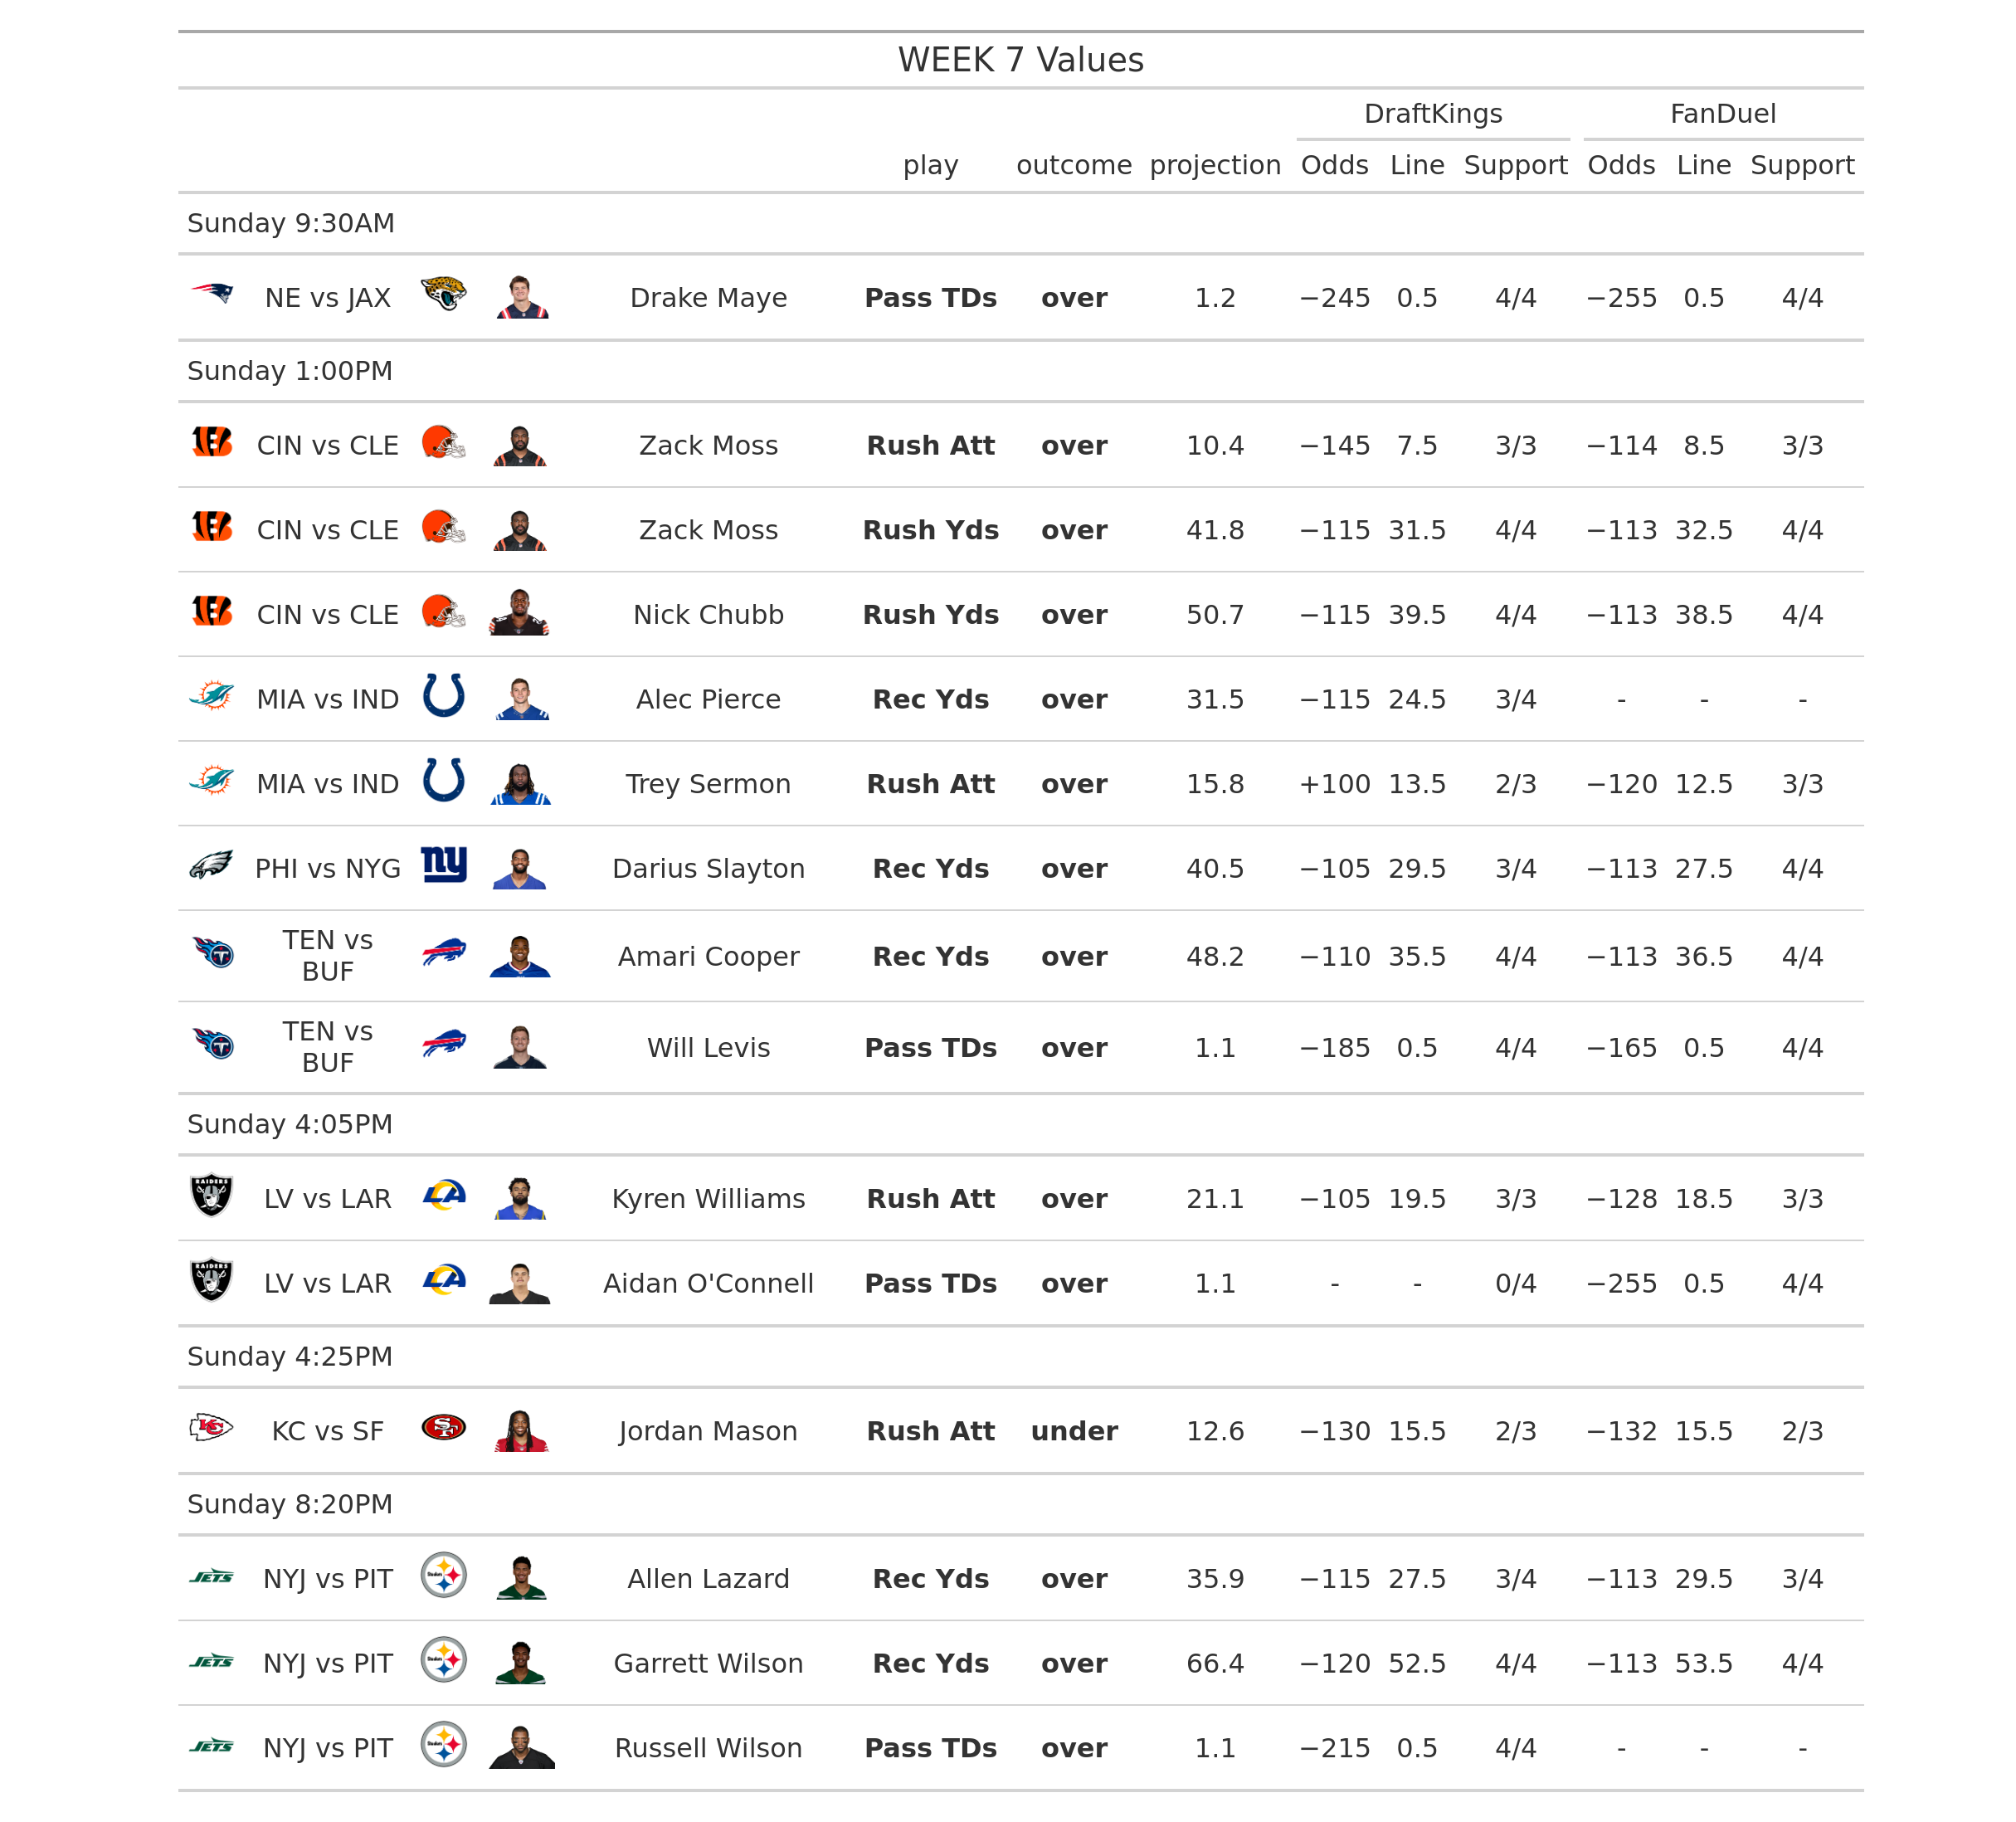 WEEK 7 Values
DraftKings FanDuel
play outcome projection Odds Line Support Odds Line Support
Sunday 9:30AM
NE vs JAX Drake Maye Pass TDs over 1.2 −245 0.5 4/4 −255 0.5 4/4
Sunday 1:00PM
CIN vs CLE Zack Moss Rush Att over 10.4 −145 7.5 3/3 −114 8.5 3/3
CIN vs CLE Zack Moss Rush Yds over 41.8 −115 31.5 4/4 −113 32.5 4/4
CIN vs CLE Nick Chubb Rush Yds over 50.7 −115 39.5 4/4 −113 38.5 4/4
MIA vs IND Alec Pierce Rec Yds over 31.5 −115 24.5 3/4 - - -
MIA vs IND Trey Sermon Rush Att over 15.8 +100 13.5 2/3 −120 12.5 3/3
PHI vs NYG ny Darius Slayton Rec Yds over 40.5 −105 29.5 3/4 −113 27.5 4/4
TEN vs
BUF Amari Cooper Rec Yds over 48.2 −110 35.5 4/4 −113 36.5 4/4
TEN vs
BUF Will Levis Pass TDs over 1.1 −185 0.5 4/4 −165 0.5 4/4
Sunday 4:05PM
RAIDERS LV vs LAR LA Kyren Williams Rush Att over 21.1 −105 19.5 3/3 −128 18.5 3/3
RAIDERS LV vs LAR LA Aidan O'Connell Pass TDs over 1.1 - - 0/4 −255 0.5 4/4
Sunday 4:25PM
KC KC vs SF SF Jordan Mason Rush Att under 12.6 −130 15.5 2/3 −132 15.5 2/3
Sunday 8:20PM
JETS NYJ vs PIT Steelers Allen Lazard Rec Yds over 35.9 −115 27.5 3/4 −113 29.5 3/4
JETS NYJ vs PIT Steelers Garrett Wilson Rec Yds over 66.4 −120 52.5 4/4 −113 53.5 4/4
JETS NYJ vs PIT Steelers Russell Wilson Pass TDs over 1.1 −215 0.5 4/4 - - -